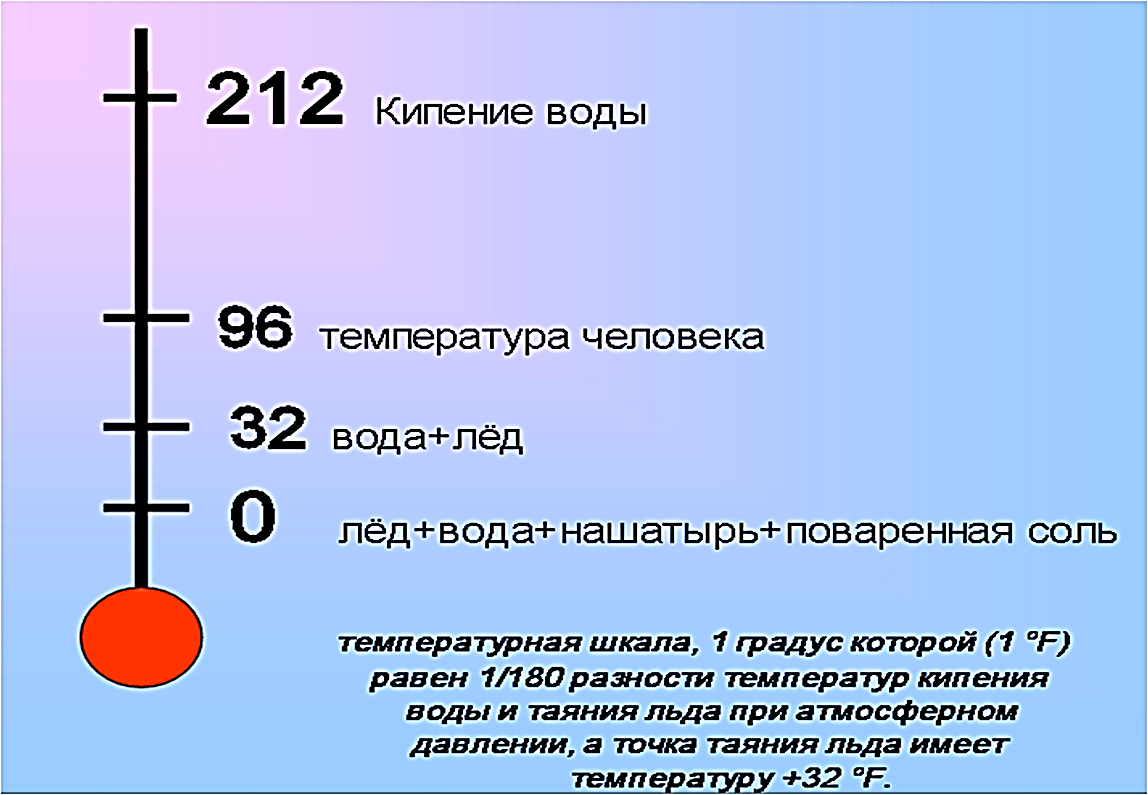 212 Кипение воды
96 температура человека
32 вода+лёд
0 лёд+вода+нашатырь+поваренная соль
температурная шкала, 1 градус которой (1 °F)
равен 1/180 разности температур кипения
воды и таяния льда при атмосферном
давлении, а точка таяния льда имеет
температуру +32 °F.